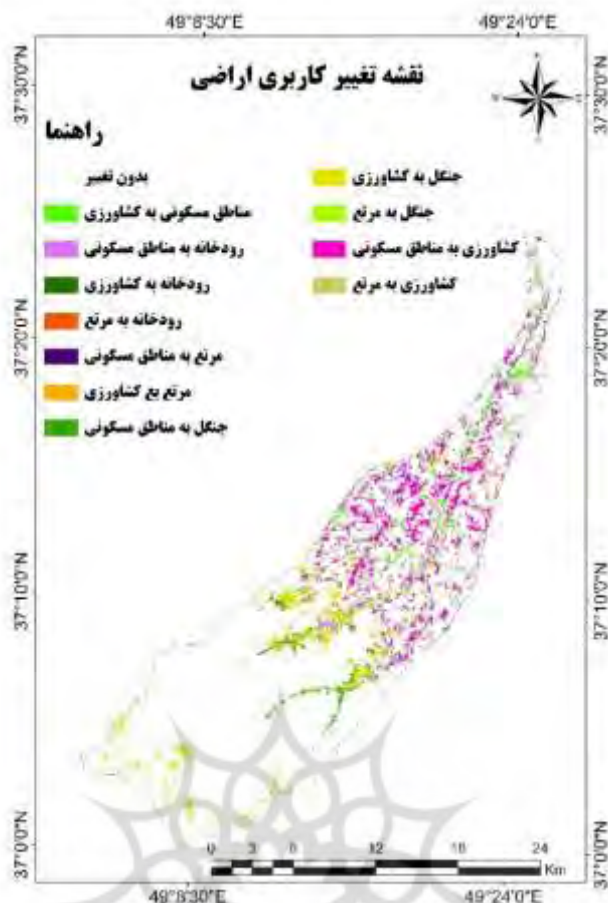 49°8'30"E 49°24'0"E
37°30'0"N 37°30'0"N
نقشه تغییر کاربری اراضی
راهنما
بدون تغییر
مناطق مسکونی به کشاورزی
رودخانه به مناطق مسکونی
رودخانه به کشاورزی
رودخانه به مرتع
مرتع به مناطق مسکونی
مرتع بع کشاورزی
جنگل به مناطق مسکونی
جنگل به کشاورزی
جنگل به مرتع
کشاورزی به مناطق مسکونی
کشاورزی به مرتع
37°20'0"N 37°20'0"N
37°10'0"N 37°10'0"N
37°0'0"N 37°0'0"N
0 3 6 12 18 24
Km
49°8'30"E 49°24'0"E